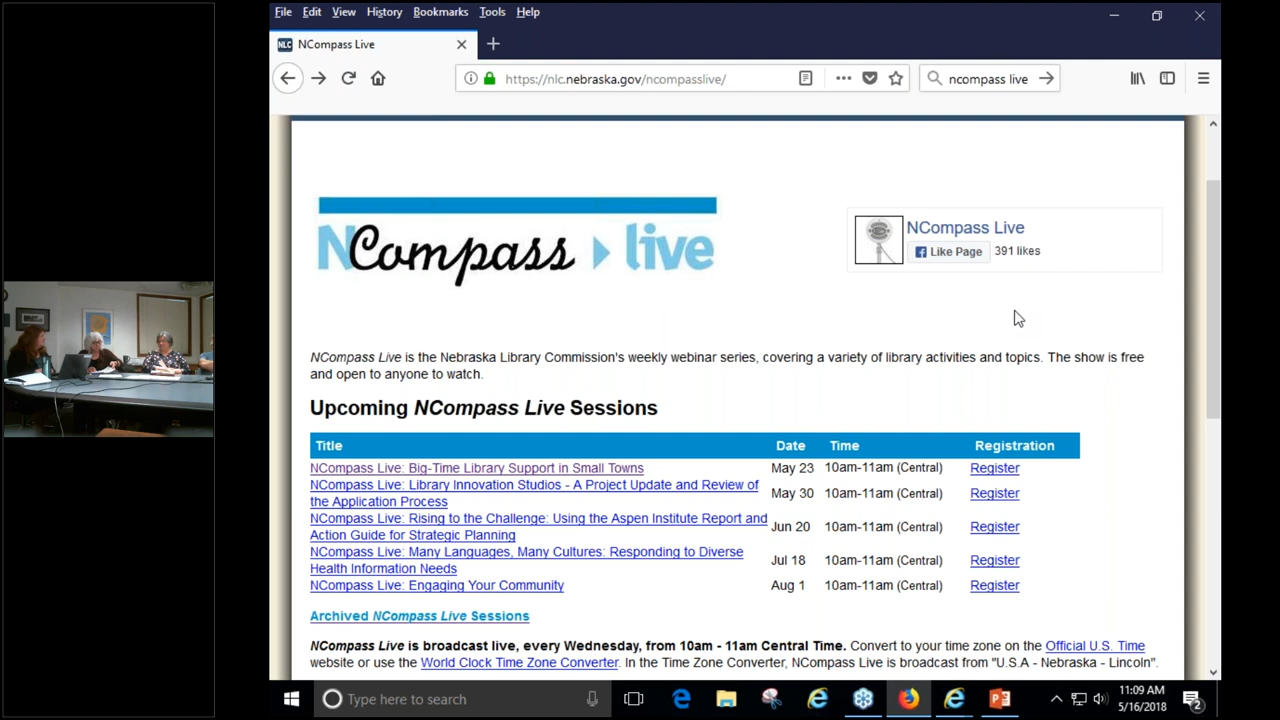 File Edit View History Bookmarks Tools Help
NLC NCompass Live
https://nlc.nebraska.gov/ncompasslive/
ncompass live
NCompass live
NCompass Live
Like Page 391 likes
NCompass Live is the Nebraska Library Commission's weekly webinar series, covering a variety of library activities and topics. The show is free
and open to anyone to watch.
Upcoming NCompass Live Sessions
Title Date Time Registration
NCompass Live: Big-Time Library Support in Small Towns May 23 10am-11am (Central) Register
NCompass Live: Library Innovation Studios - A Project Update and Review of
the Application Process May 30 10am-11am (Central) Register
NCompass Live: Rising to the Challenge: Using the Aspen Institute Report and
Action Guide for Strategic Planning Jun 20 10am-11am (Central) Register
NCompass Live: Many Languages, Many Cultures: Responding to Diverse
Health Information Needs Jul 18 10am-11am (Central) Register
NCompass Live: Engaging Your Community Aug 1 10am-11am (Central) Register
Archived NCompass Live Sessions
NCompass Live is broadcast live, every Wednesday, from 10am - 11am Central Time. Convert to your time zone on the Official U.S. Time
website or use the World Clock Time Zone Converter. In the Time Zone Converter, NCompass Live is broadcast from "U.S.A - Nebraska - Lincoln".
Type here to search
11:09 AM
5/16/2018
2